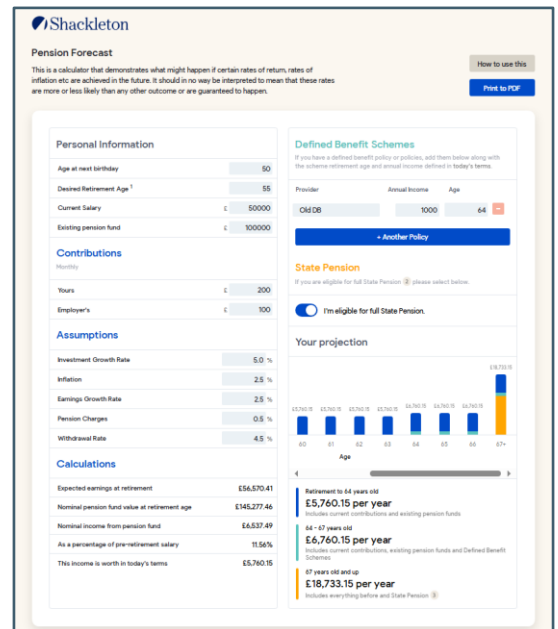 Shackleton
Pension Forecast
This is a calculator that demonstrates what might happen if certain rates of return, rates of
inflation etc are achieved in the future. It should in no way be interpreted to mean that these rates
are more or less likely than any other outcome or are guaranteed to happen.
How to use this
Print to PDF
Personal Information
Age at next birthday 50
Desired Retirement Age 1 55
Current Salary £ 50000
Existing pension fund £ 100000
Contributions
Monthly
Yours £ 200
Employer's £ 100
Assumptions
Investment Growth Rate 5.0 %
Inflation 2.5 %
Earnings Growth Rate 2.5 %
Pension Charges 0.5 %
Withdrawal Rate 4.5 %
Calculations
Expected earnings at retirement £56,570.41
Nominal pension fund value at retirement age £145,277.46
Nominal income from pension fund £6,537.49
As a percentage of pre-retirement salary 11.56%
This income is worth in today's terms £5,760.15
Defined Benefit Schemes
If you have a defined benefit policy or policies, add them below along with
the scheme retirement age and annual income defined in today's terms.
Provider Annual Income Age
Old DB 1000 64 -
+ Another Policy
State Pension
If you are eligible for full State Pension 2 please select below.
I'm eligible for full State Pension.
Your projection
£18,733.15
£5,760.15 £5,760.15 £5,760.15 £5,760.15 £6,760.15 £6,760.15 £6,760.15
60 61 62 63 64 65 66 67+
Age
Retirement to 64 years old
£5,760.15 per year
Includes current contributions and existing pension funds
64 - 67 years old
£6,760.15 per year
Includes current contributions, existing pension funds and Defined Benefit
Schemes
67 years old and up
£18,733.15 per year
Includes everything before and State Pension 2